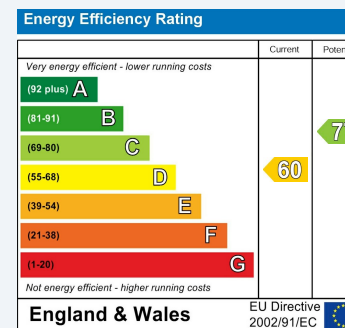 Energy Efficiency Rating
Current
Very energy efficient - lower running costs
(92 plus) A
(81-91) B
(69-80) C
(55-68) D
60
(39-54) E
(21-38) F
(1-20) G
Not energy efficient - higher running costs
England & Wales
EU Directive
2002/91/EC